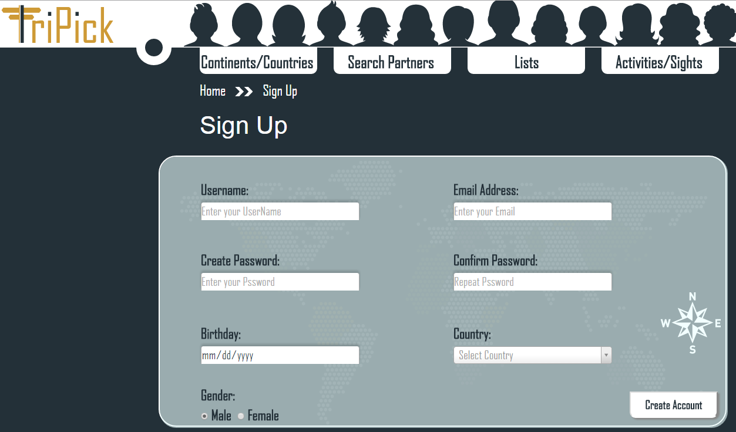 TriPick
Continents/Countries Search Partners Lists Activities/Sights
Home Sign Up
Sign Up
Username: Email Address:
Enter your UserName Enter your Email
Create Password: Confirm Password:
Enter your Pssword Repeat Pssword
N
W E
S
Birthday: Country:
mm/dd/yyyy Select Country
Gender:
Male Female
Create Account